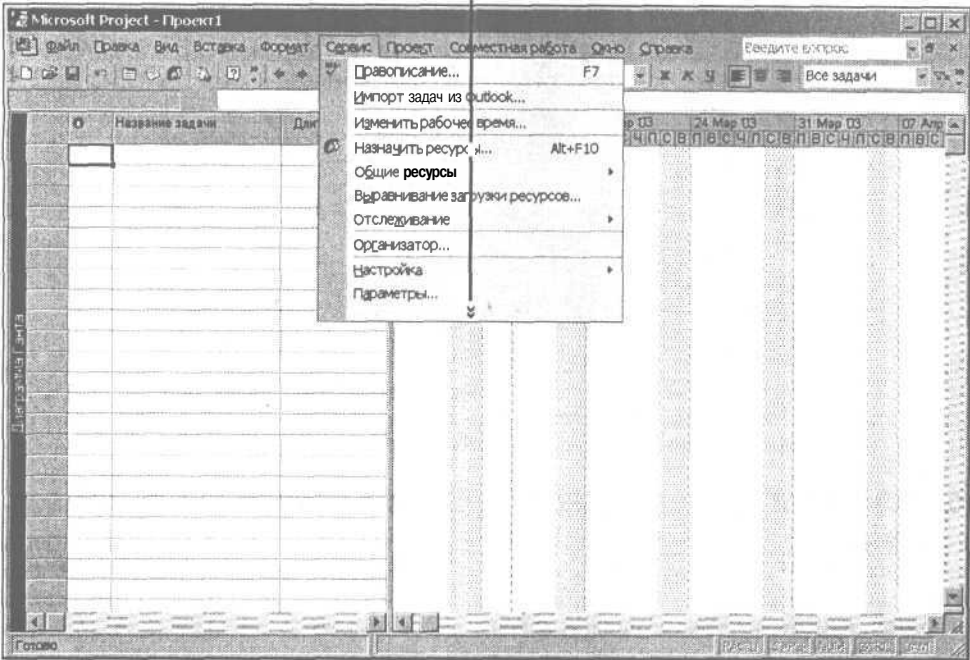 Microsoft Project - Проект1
Файл Правка Вид Вставка Формат Сервис Проект Совместная работа Окно Справка Введите вопрос
Все задачи
Правописание... F7
Импорт задач из Outlook...
Изменить рабочее время...
Назначить ресурсы... Alt+F10
Общие ресурсы
Выравнивание загрузки ресурсов...
Отслеживание
Организатор...
Настройка
Параметры...
Название задачи
24 Мар '03 31 Мар '03 07 Апр
Ч П С В П В С Ч П С В П В С Ч П С В П В С
Диаграмма Ганта
Готово